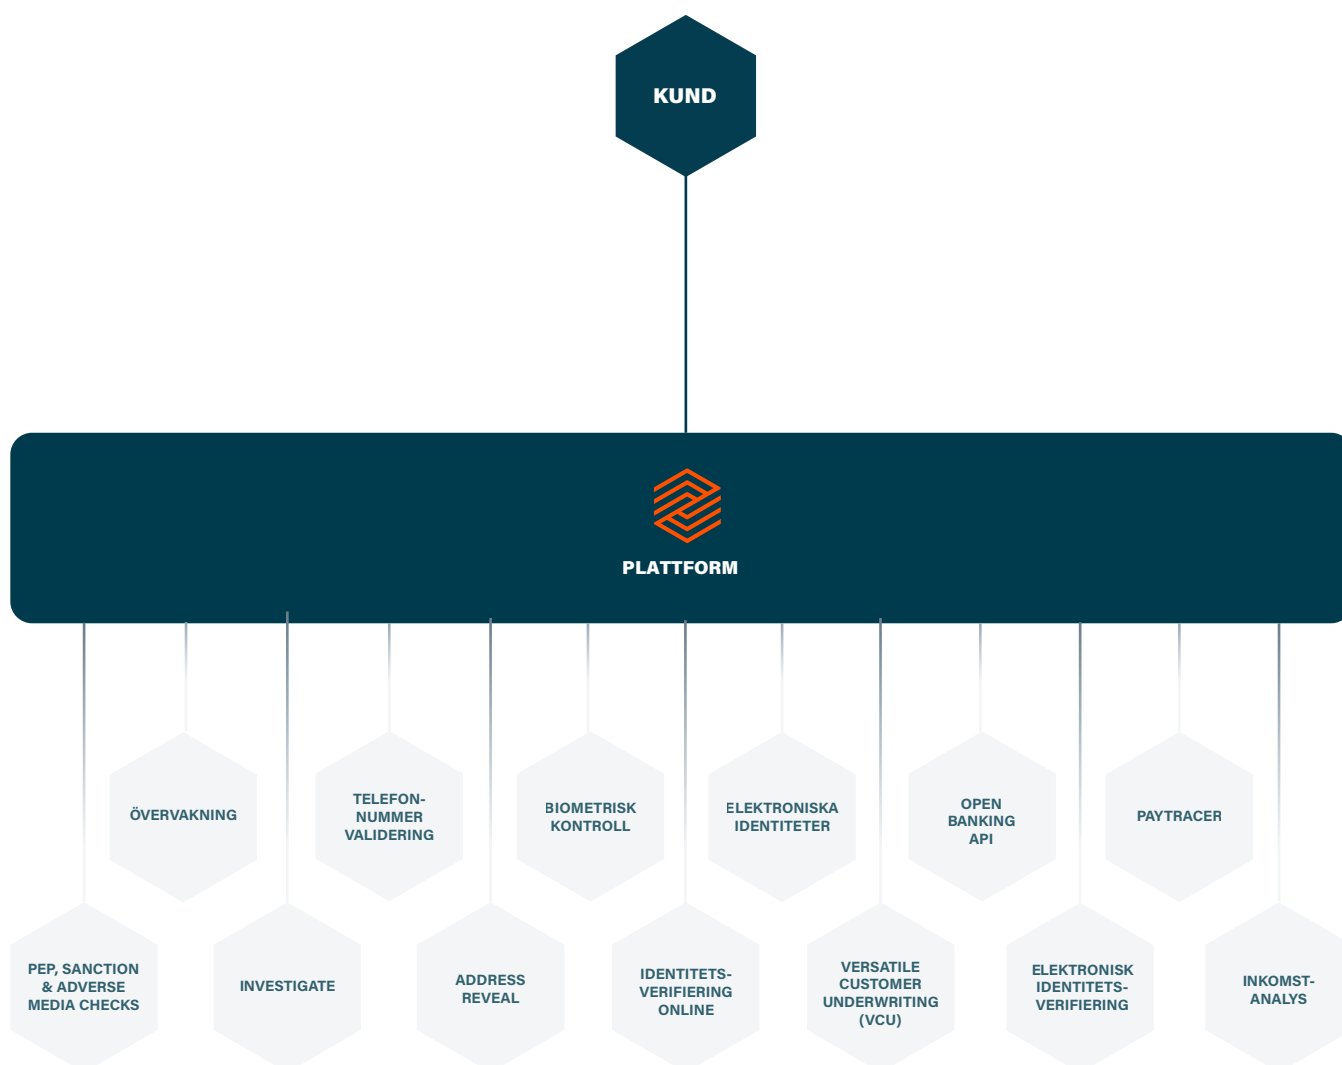 KUND
PLATTFORM
ÖVERVAKNING
TELEFON-
NUMMER
VALIDERING
BIOMETRISK
KONTROLL
ELEKTRONISKA
IDENTITETER
OPEN
BANKING
API
PAYTRACER
PEP, SANCTION
& ADVERSE
MEDIA CHECKS
INVESTIGATE
ADDRESS
REVEAL
IDENTITETS-
VERIFIERING
ONLINE
VERSATILE
CUSTOMER
UNDERWRITING
(VCU)
ELEKTRONISK
IDENTITETS-
VERIFIERING
INKOMST-
ANALYS